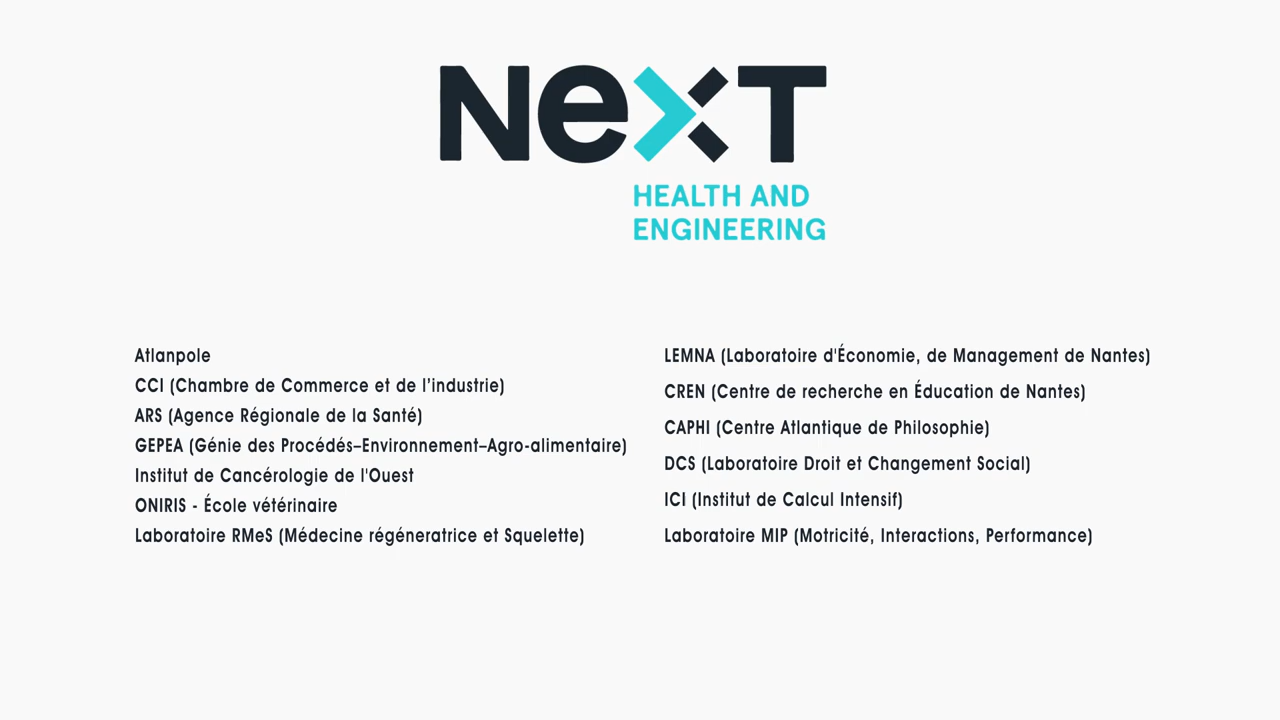 NeXT
HEALTH AND
ENGINEERING
Atlanpole
CCI (Chambre de Commerce et de l’industrie)
ARS (Agence Régionale de la Santé)
GEPEA (Génie des Procédés–Environnement–Agro-alimentaire)
Institut de Cancérologie de l'Ouest
ONIRIS - École vétérinaire
Laboratoire RMeS (Médecine régéneratrice et Squelette)
LEMNA (Laboratoire d'Économie, de Management de Nantes)
CREN (Centre de recherche en Éducation de Nantes)
CAPHI (Centre Atlantique de Philosophie)
DCS (Laboratoire Droit et Changement Social)
ICI (Institut de Calcul Intensif)
Laboratoire MIP (Motricité, Interactions, Performance)